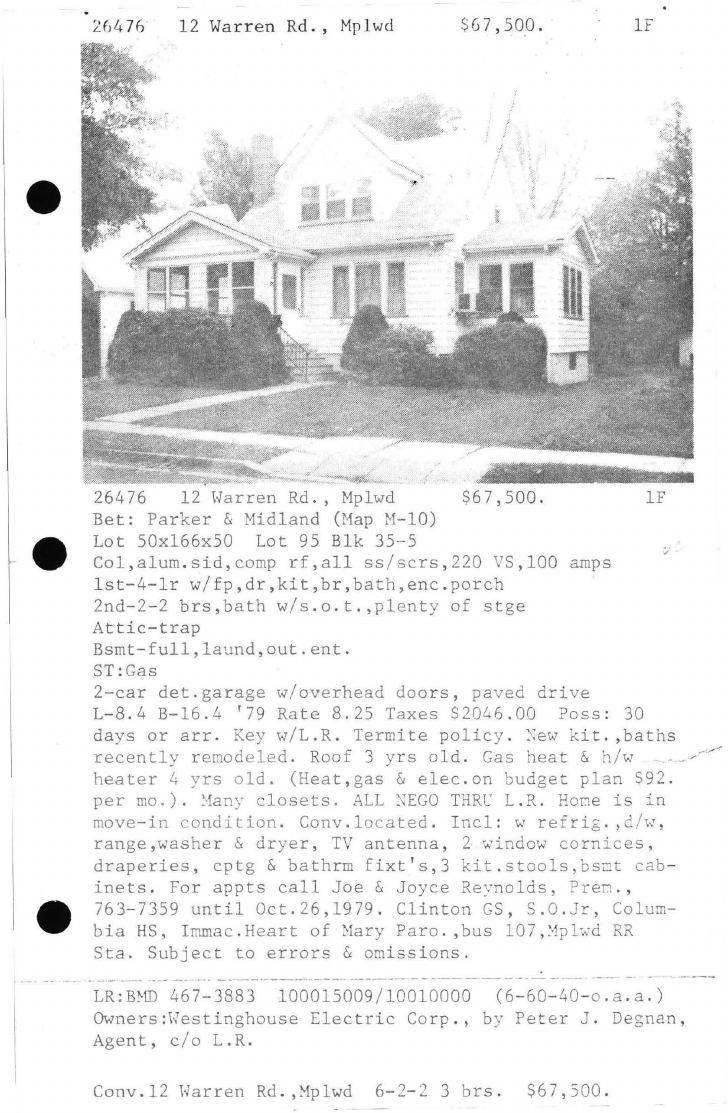 26476 12 Warren Rd., Mplwd $67,500. 1F
26476 12 Warren Rd., Mplwd $67,500. 1F
Bet: Parker & Midland (Map M-10)
Lot 50x166x50 Lot 95 Blk 35-5
Col,alum.sid,comp rf,all ss/scrs,220 VS,100 amps
1st-4-lr w/fp,dr,kit,br,bath,enc.porch
2nd-2-2 brs,bath w/s.o.t.,plenty of stge
Attic-trap
Bsmt-full,laund,out.ent.
ST:Gas
2-car det.garage w/overhead doors, paved drive
L-8.4 B-16.4 '79 Rate 8.25 Taxes $2046.00 Poss: 30
days or arr. Key w/L.R. Termite policy. New kit.,baths
recently remodeled. Roof 3 yrs old. Gas heat & h/w
heater 4 yrs old. (Heat,gas & elec.on budget plan $92.
per mo.). Many closets. ALL NEGO THRU L.R. Home is in
move-in condition. Conv.located. Incl: w refrig.,d/w,
range,washer & dryer, TV antenna, 2 window cornices,
draperies, cptg & bathrm fixt's,3 kit.stools,bsmt cab-
inets. For appts call Joe & Joyce Reynolds, Prem.,
763-7359 until Oct.26,1979. Clinton GS, S.O.Jr, Colum-
bia HS, Immac.Heart of Mary Paro.,bus 107,Mplwd RR
Sta. Subject to errors & omissions.
LR:BMD 467-3883 100015009/10010000 (6-60-40-o.a.a.)
Owners:Westinghouse Electric Corp., by Peter J. Degnan,
Agent, c/o L.R.
Conv.12 Warren Rd.,Mplwd 6-2-2 3 brs. $67,500.